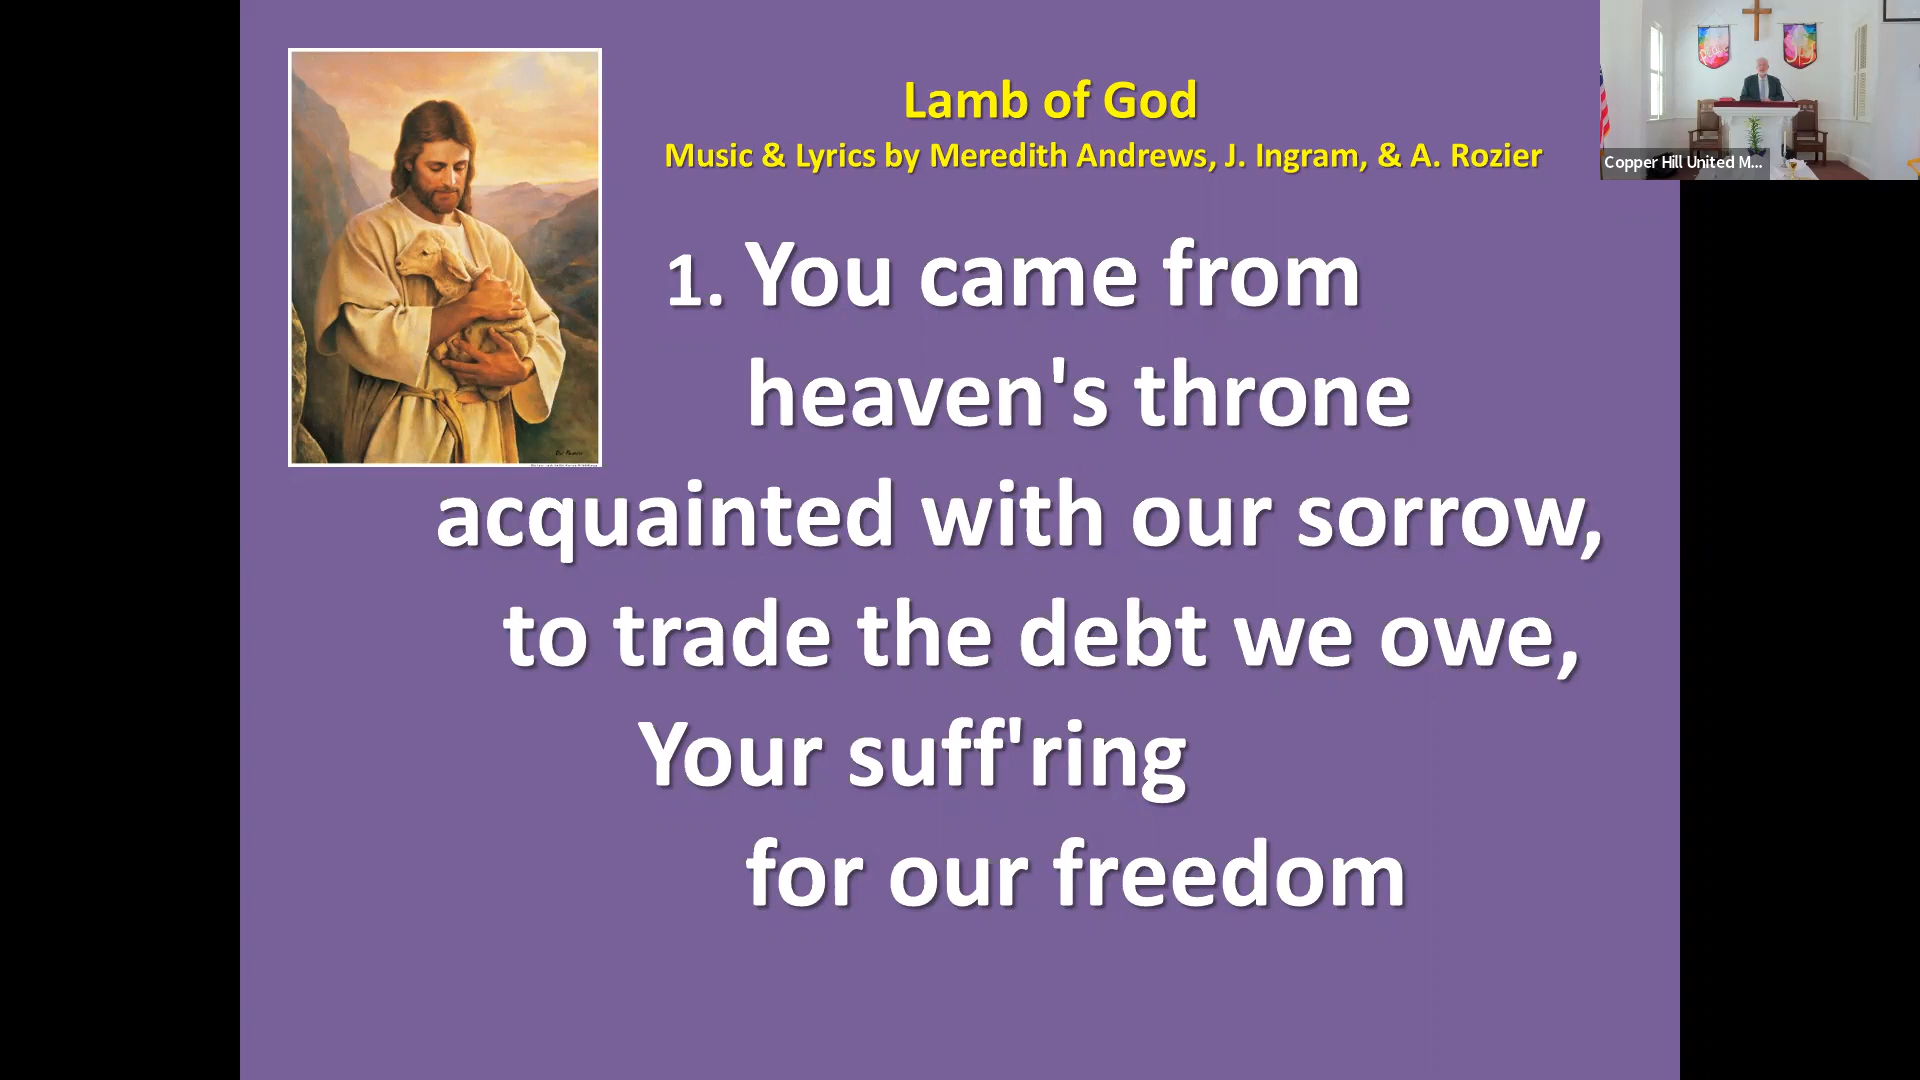 Lamb of God
Music & Lyrics by Meredith Andrews, J. Ingram, & A. Rozier
1. You came from
heaven's throne
acquainted with our sorrow,
to trade the debt we owe,
Your suff'ring
for our freedom
Copper Hill United M...